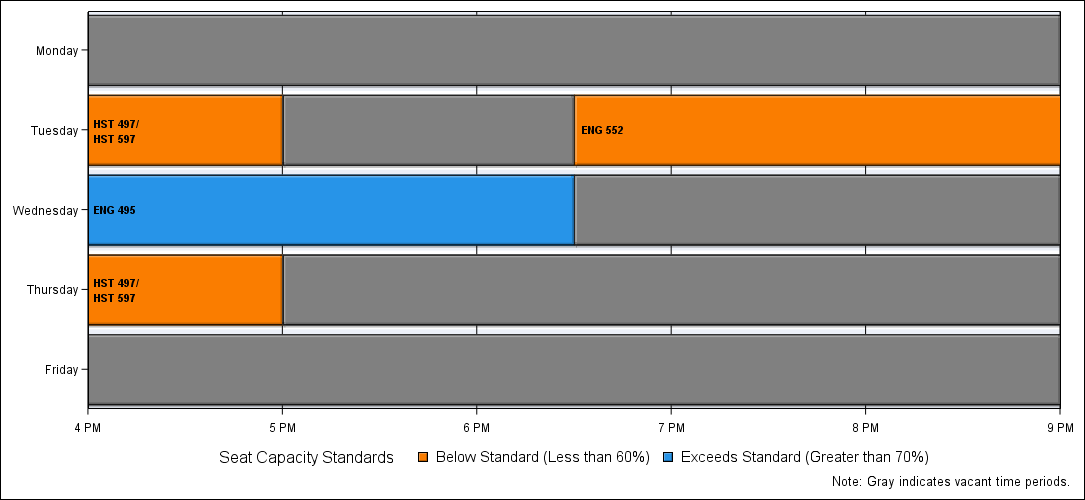 Monday
Tuesday
HST 497/
HST 597
ENG 552
Wednesday
ENG 495
Thursday
HST 497/
HST 597
Friday
4 PM 5 PM 6 PM 7 PM 8 PM 9 PM
Seat Capacity Standards Below Standard (Less than 60%) Exceeds Standard (Greater than 70%)
Note: Gray indicates vacant time periods.